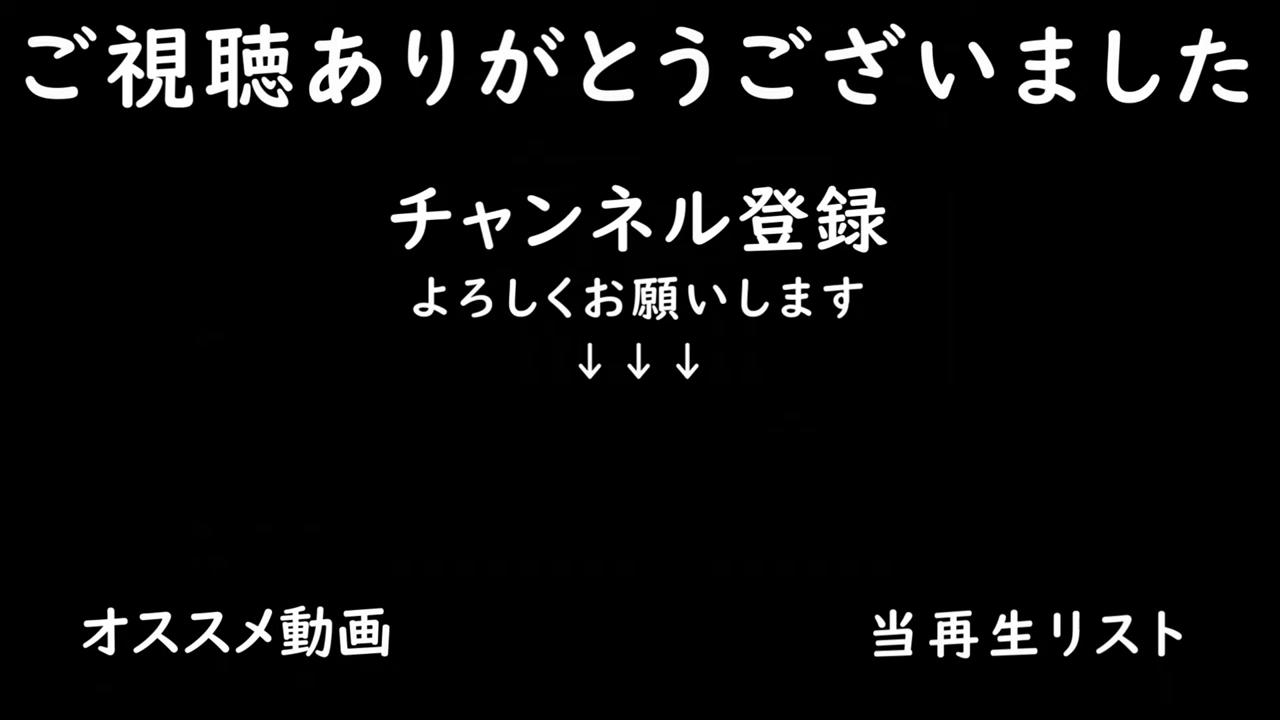 ご視聴ありがとうございました
チャンネル登録
よろしくお願いします
↓↓↓
オススメ動画
当再生リスト